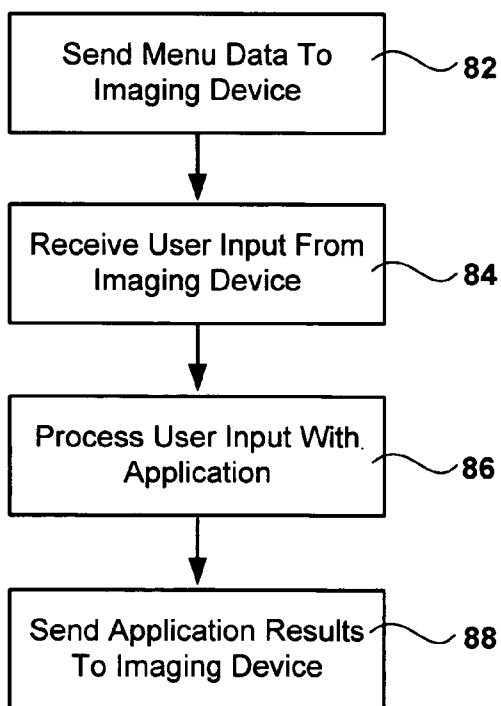 Send Menu Data To
Imaging Device
82
Receive User Input From
Imaging Device
84
Process User Input With
Application
86
Send Application Results
To Imaging Device
88